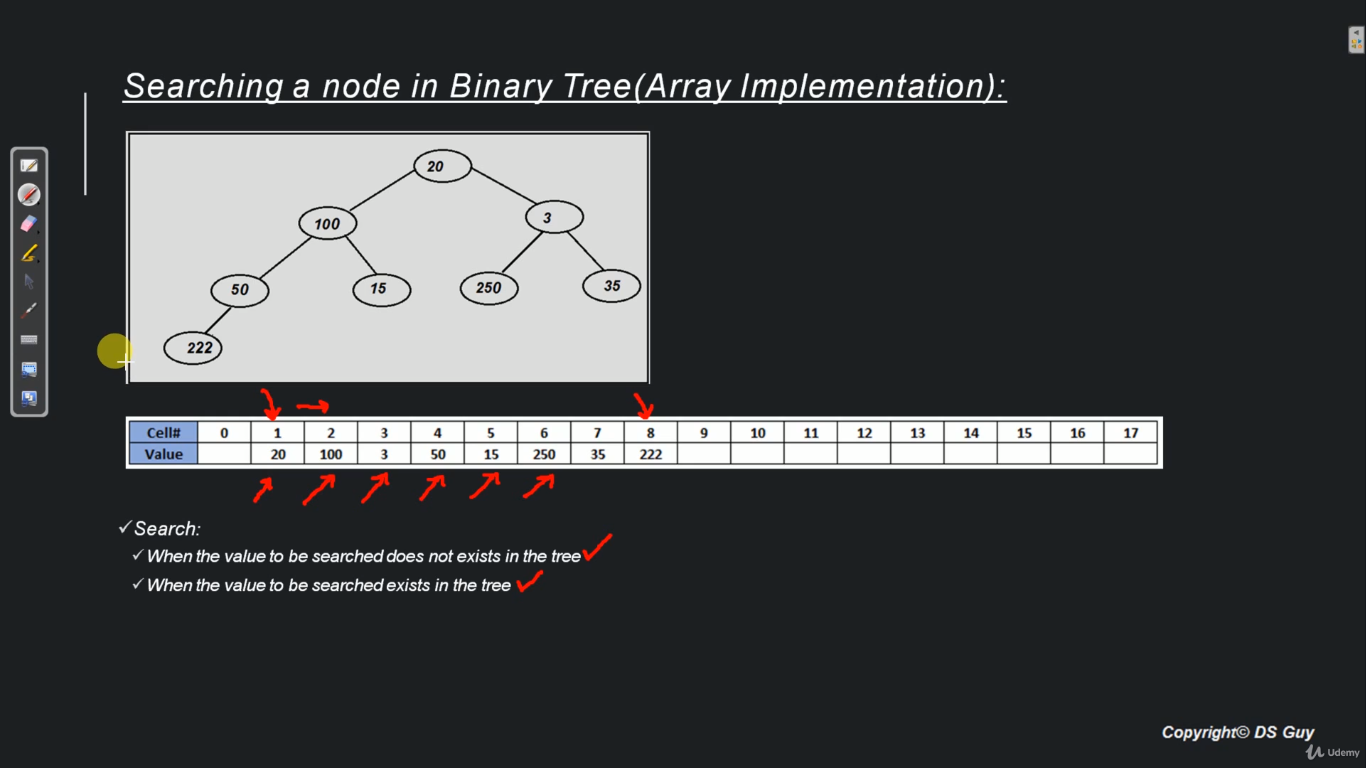 Searching a node in Binary Tree(Array Implementation):
20
100 3
50 15 250 35
222
Cell# 0 1 2 3 4 5 6 7 8 9 10 11 12 13 14 15 16 17
Value 20 100 3 50 15 250 35 222
✓Search:
✓When the value to be searched does not exists in the tree
✓When the value to be searched exists in the tree
Copyright© DS Guy
Udemy